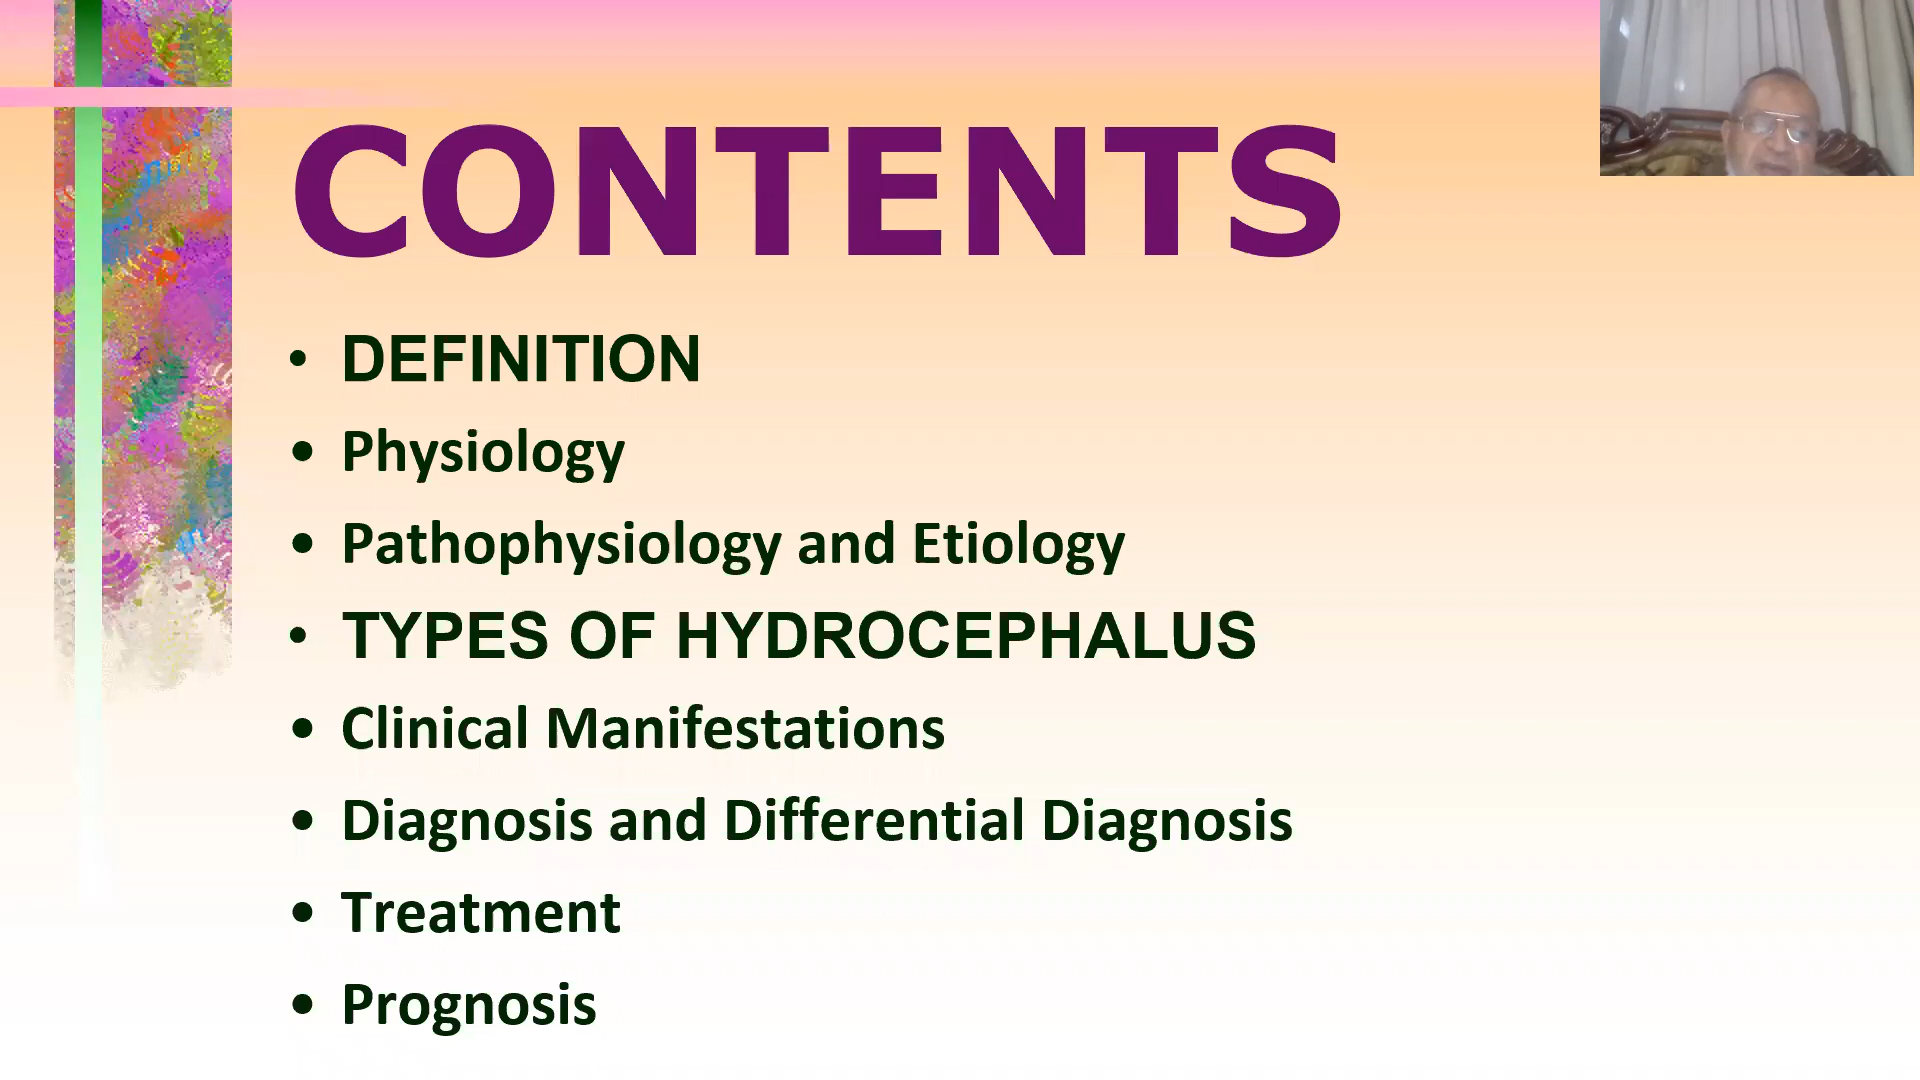 CONTENTS
• DEFINITION
• Physiology
• Pathophysiology and Etiology
• TYPES OF HYDROCEPHALUS
• Clinical Manifestations
• Diagnosis and Differential Diagnosis
• Treatment
• Prognosis